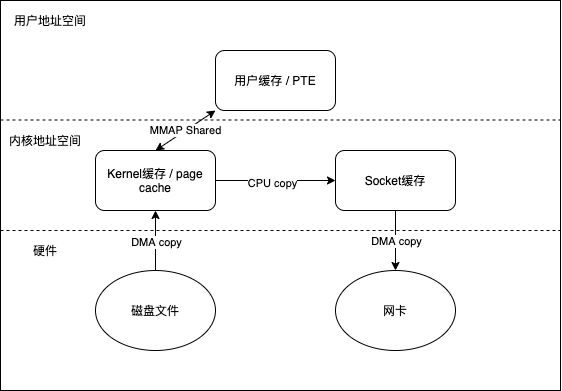 用户地址空间
用户缓存 / PTE
MMAP Shared
内核地址空间
Kernel缓存 / page
cache
CPU copy
Socket缓存
DMA copy
DMA copy
硬件
磁盘文件
网卡